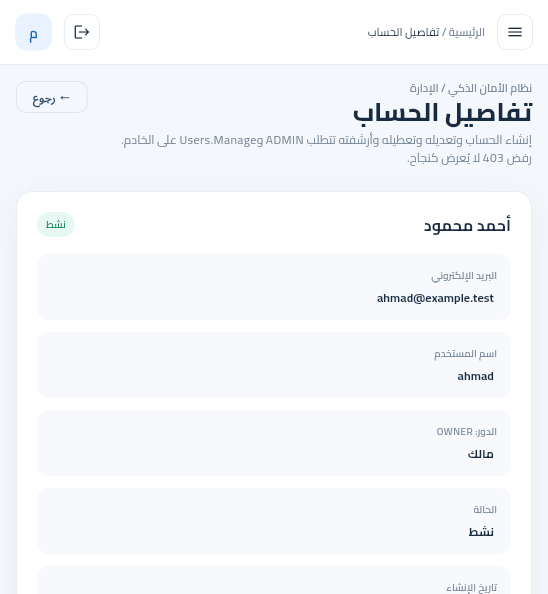 الرئيسية / تفاصيل الحساب
م
نظام الأمان الذكي / الإدارة
تفاصيل الحساب
← رجوع
إنشاء الحساب وتعديله وتعطيله وأرشفته تتطلب ADMIN وUsers.Manage على الخادم.
رفض 403 لا يُعرض كنجاح.
أحمد محمود
نشط
البريد الإلكتروني
ahmad@example.test
اسم المستخدم
ahmad
الدور: OWNER
مالك
الحالة
نشط
تاريخ الإنشاء